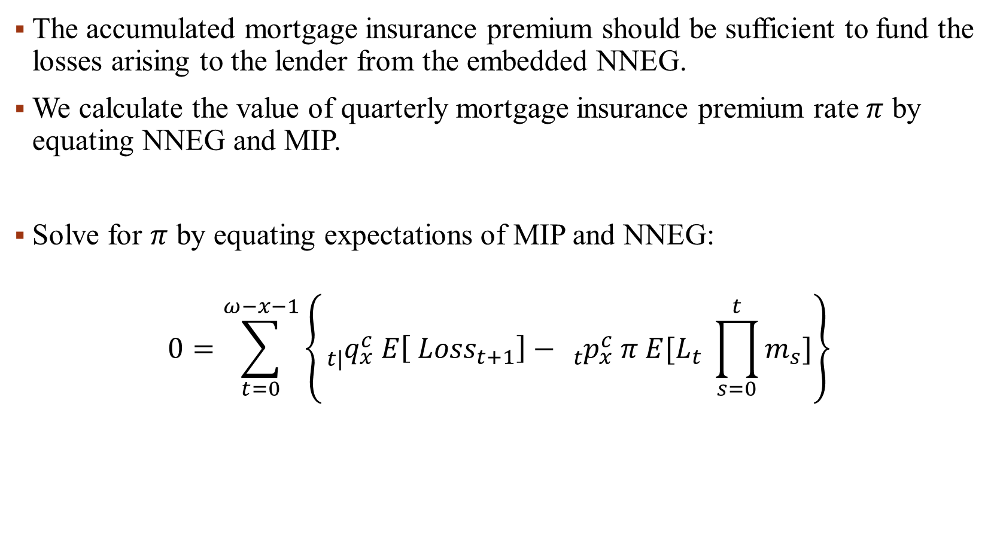 ▪ The accumulated mortgage insurance premium should be sufficient to fund the
losses arising to the lender from the embedded NNEG.
▪ We calculate the value of quarterly mortgage insurance premium rate π by
equating NNEG and MIP.
▪ Solve for π by equating expectations of MIP and NNEG:
$0 = \sum_{t=0}^{\omega-x-1} \left\{ {}_{t|}q_x^c \, E[\, Loss_{t+1}] - {}_{t}p_x^c \, \pi \, E[L_t \prod_{s=0}^{t} m_s] \right\}$